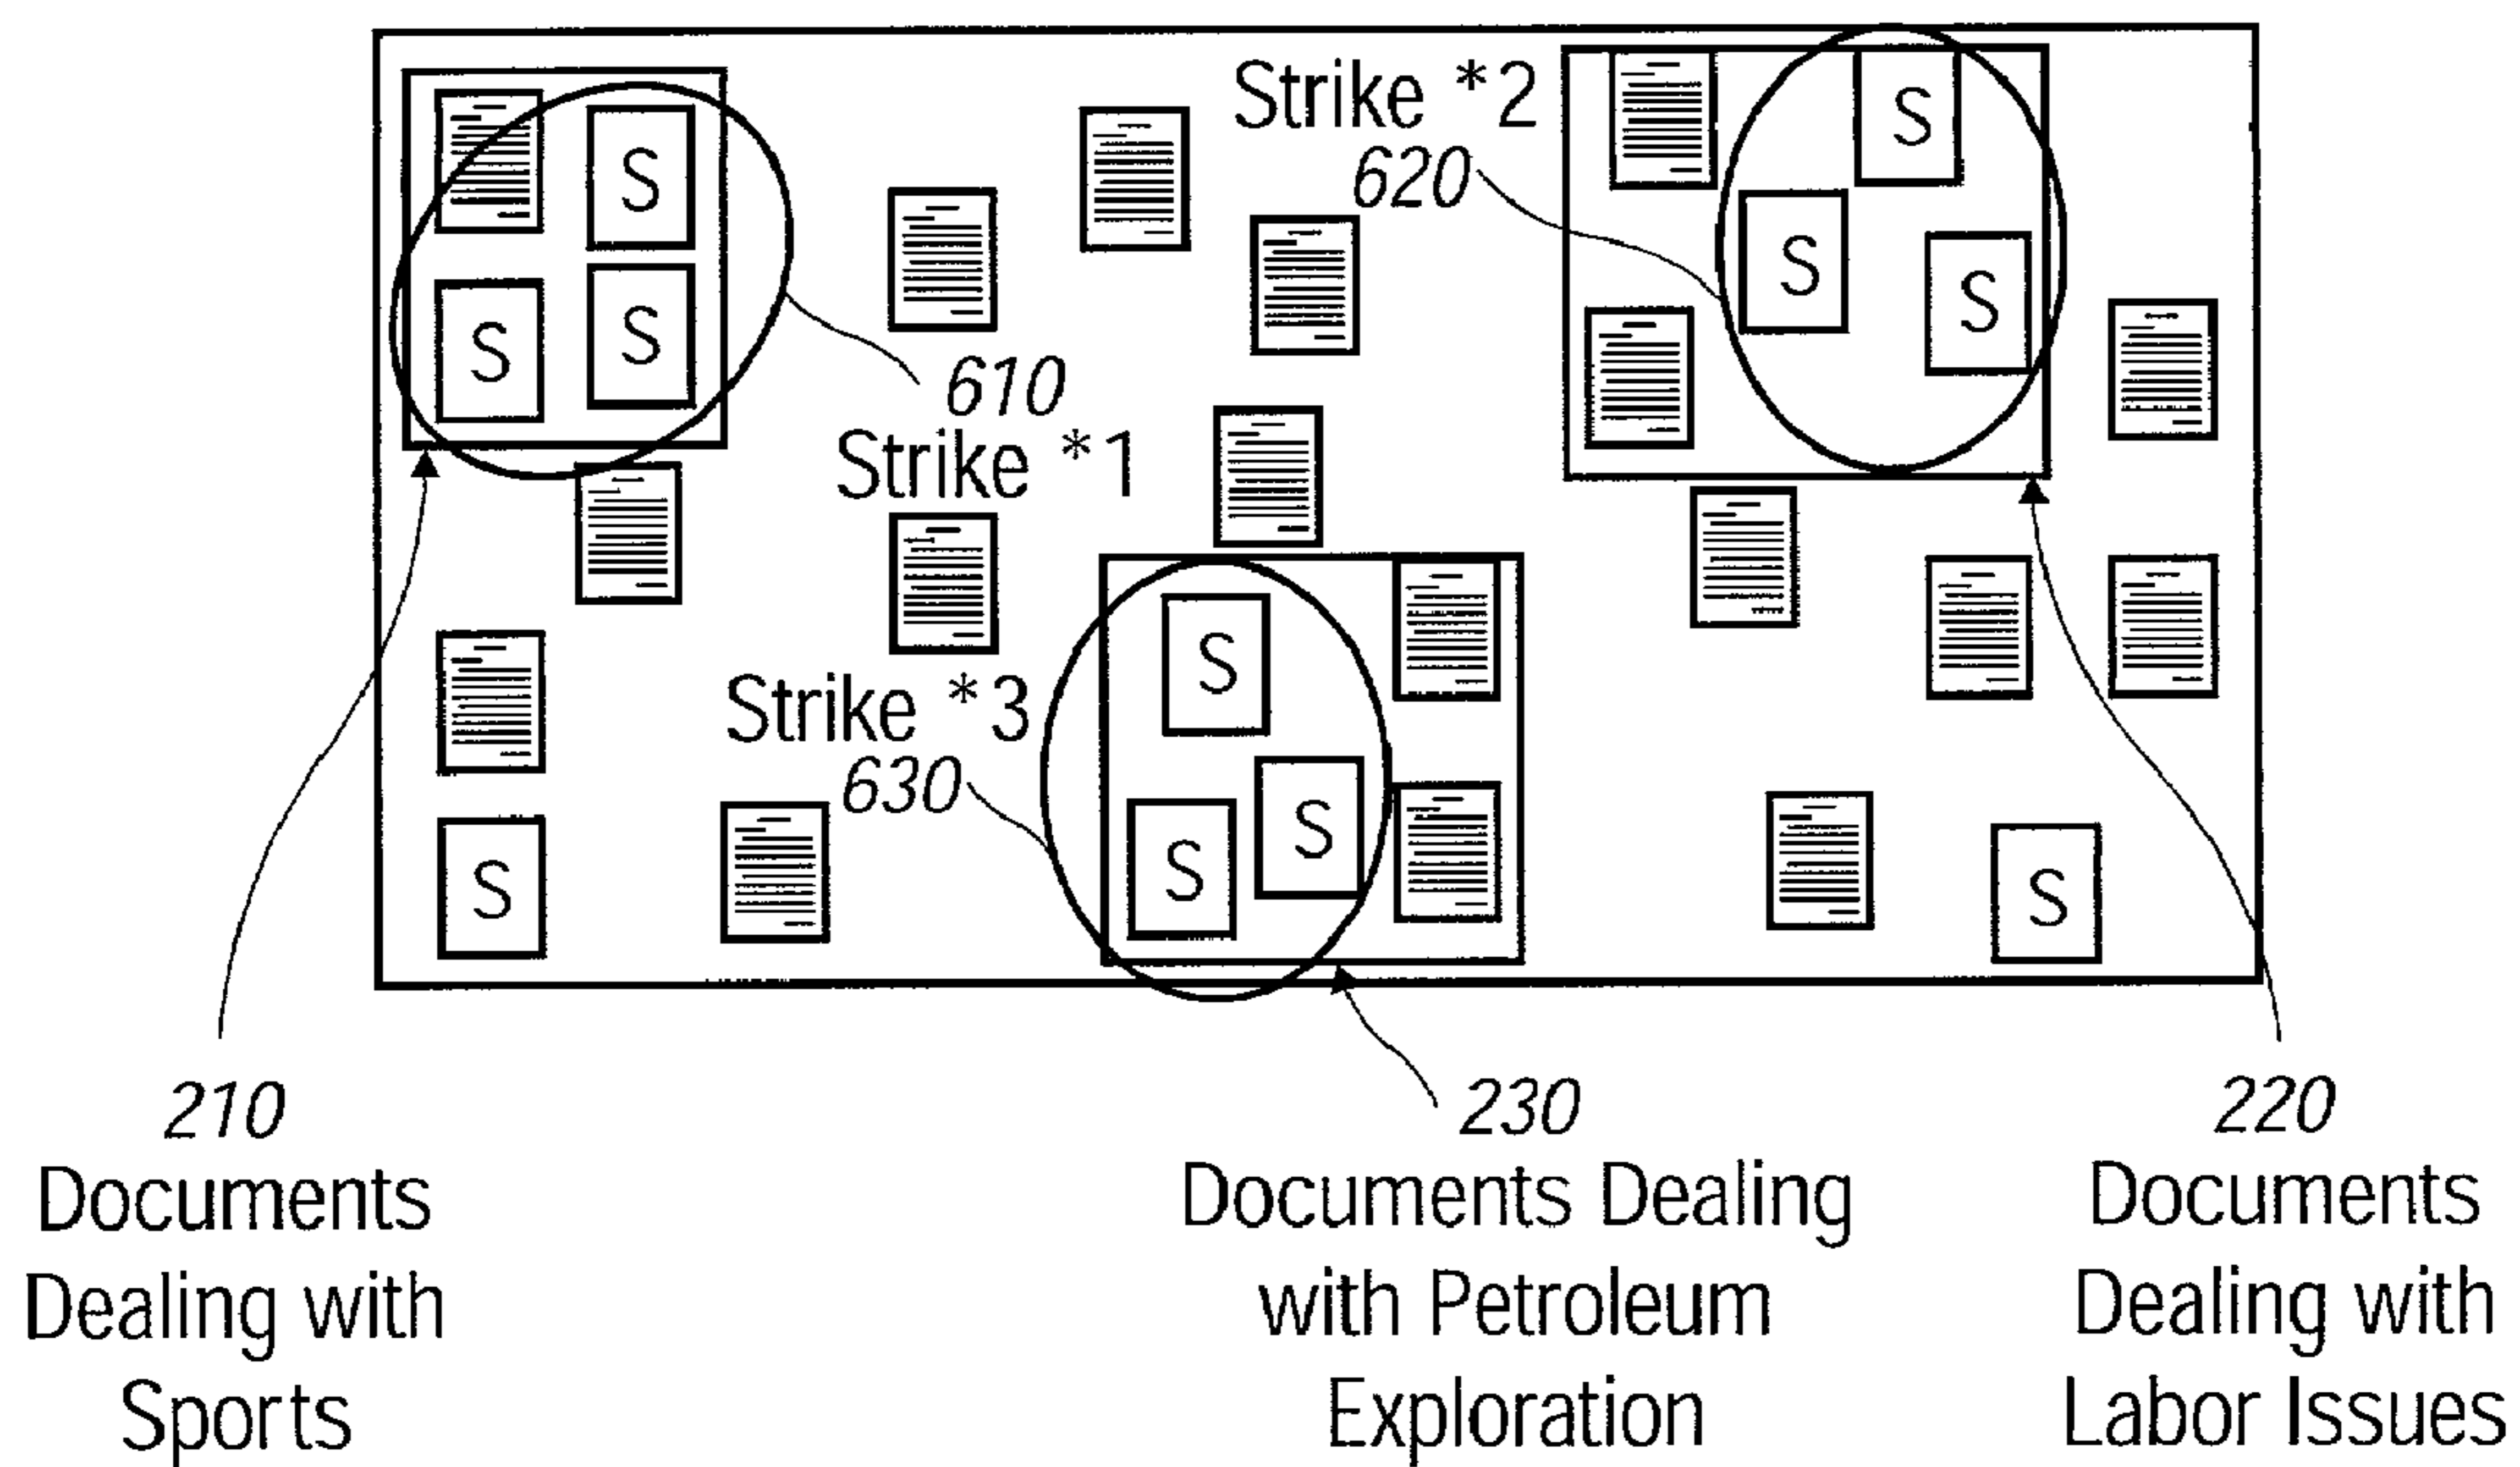 Strike *2
620
S
S
S
S
S
S
610
Strike *1
Strike *3
630
S
S
S
S
S
210
Documents
Dealing with
Sports
230
Documents Dealing
with Petroleum
Exploration
220
Documents
Dealing with
Labor Issues